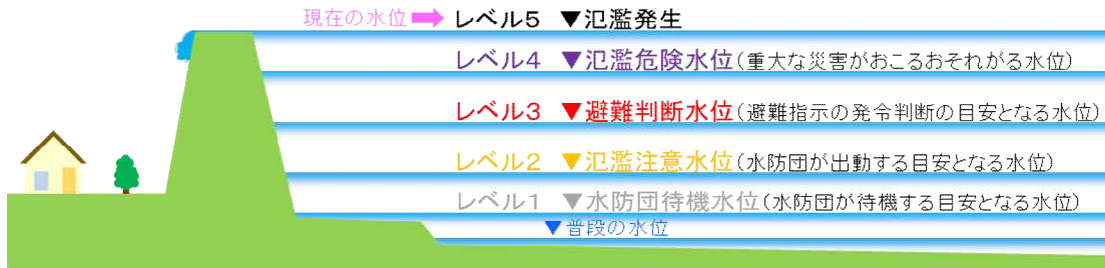 現在の水位 レベル5 ▼氾濫発生
レベル4 ▼氾濫危険水位(重大な災害がおこるおそれがる水位)
レベル3 ▼避難判断水位(避難指示の発令判断の目安となる水位)
レベル2 ▼氾濫注意水位(水防団が出動する目安となる水位)
レベル1 ▼水防団待機水位(水防団が待機する目安となる水位)
▼普段の水位